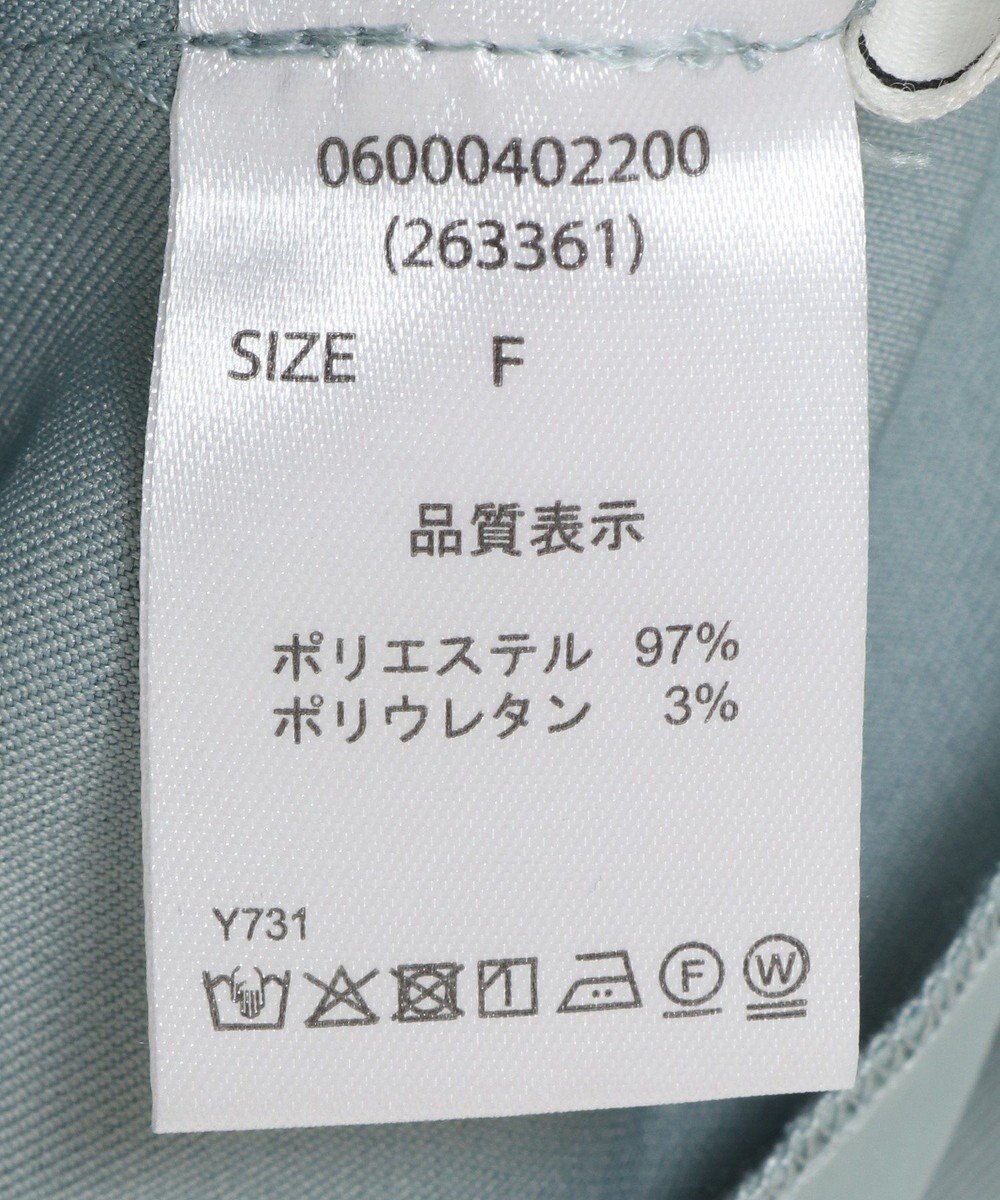 06000402200
(263361)
SIZE F
品質表示
ポリエステル 97%
ポリウレタン 3%
Y731
F W